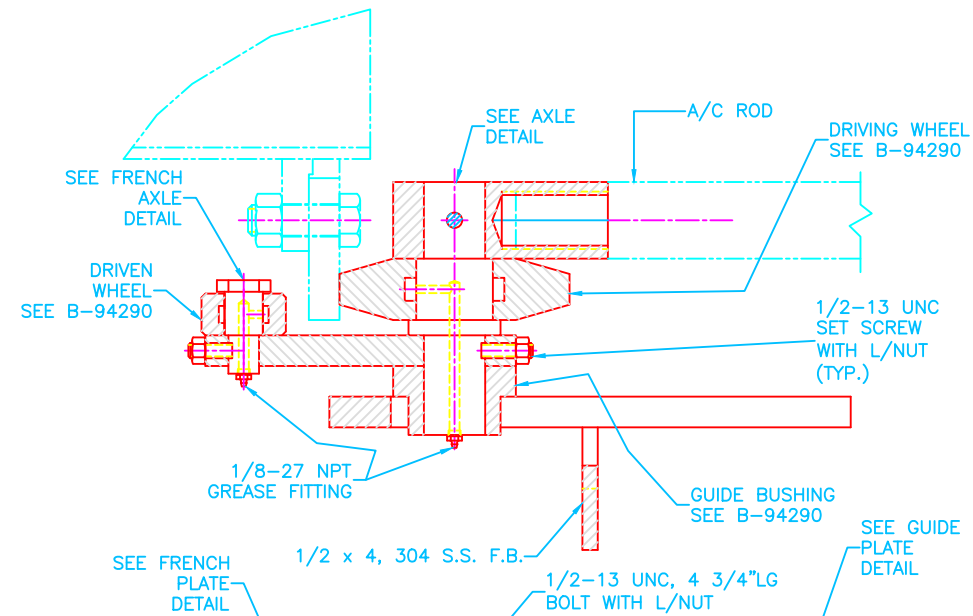 SEE AXLE
DETAIL
A/C ROD
DRIVING WHEEL
SEE B-94290
SEE FRENCH
AXLE
DETAIL
DRIVEN
WHEEL
SEE B-94290
1/2-13 UNC
SET SCREW
WITH L/NUT
(TYP.)
1/8-27 NPT
GREASE FITTING
GUIDE BUSHING
SEE B-94290
1/2 x 4, 304 S.S. F.B.
SEE GUIDE
PLATE
DETAIL
SEE FRENCH
PLATE
DETAIL
1/2-13 UNC, 4 3/4"LG
BOLT WITH L/NUT